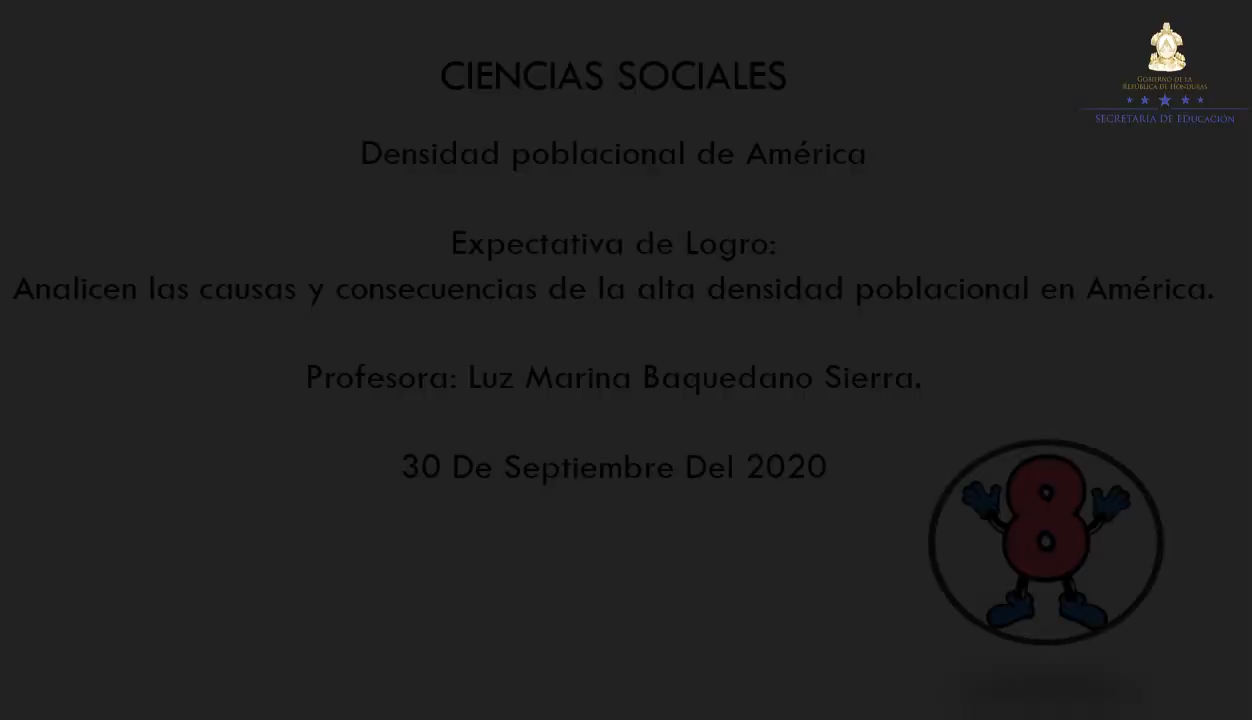 CIENCIAS SOCIALES
GOBIERNO DE LA
REPÚBLICA DE HONDURAS
SECRETARÍA DE EDUCACIÓN
Densidad poblacional de América
Expectativa de Logro:
Analicen las causas y consecuencias de la alta densidad poblacional en América.
Profesora: Luz Marina Baquedano Sierra.
30 De Septiembre Del 2020
8